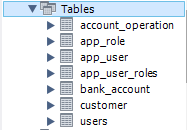 Tables
account_operation
app_role
app_user
app_user_roles
bank_account
customer
users